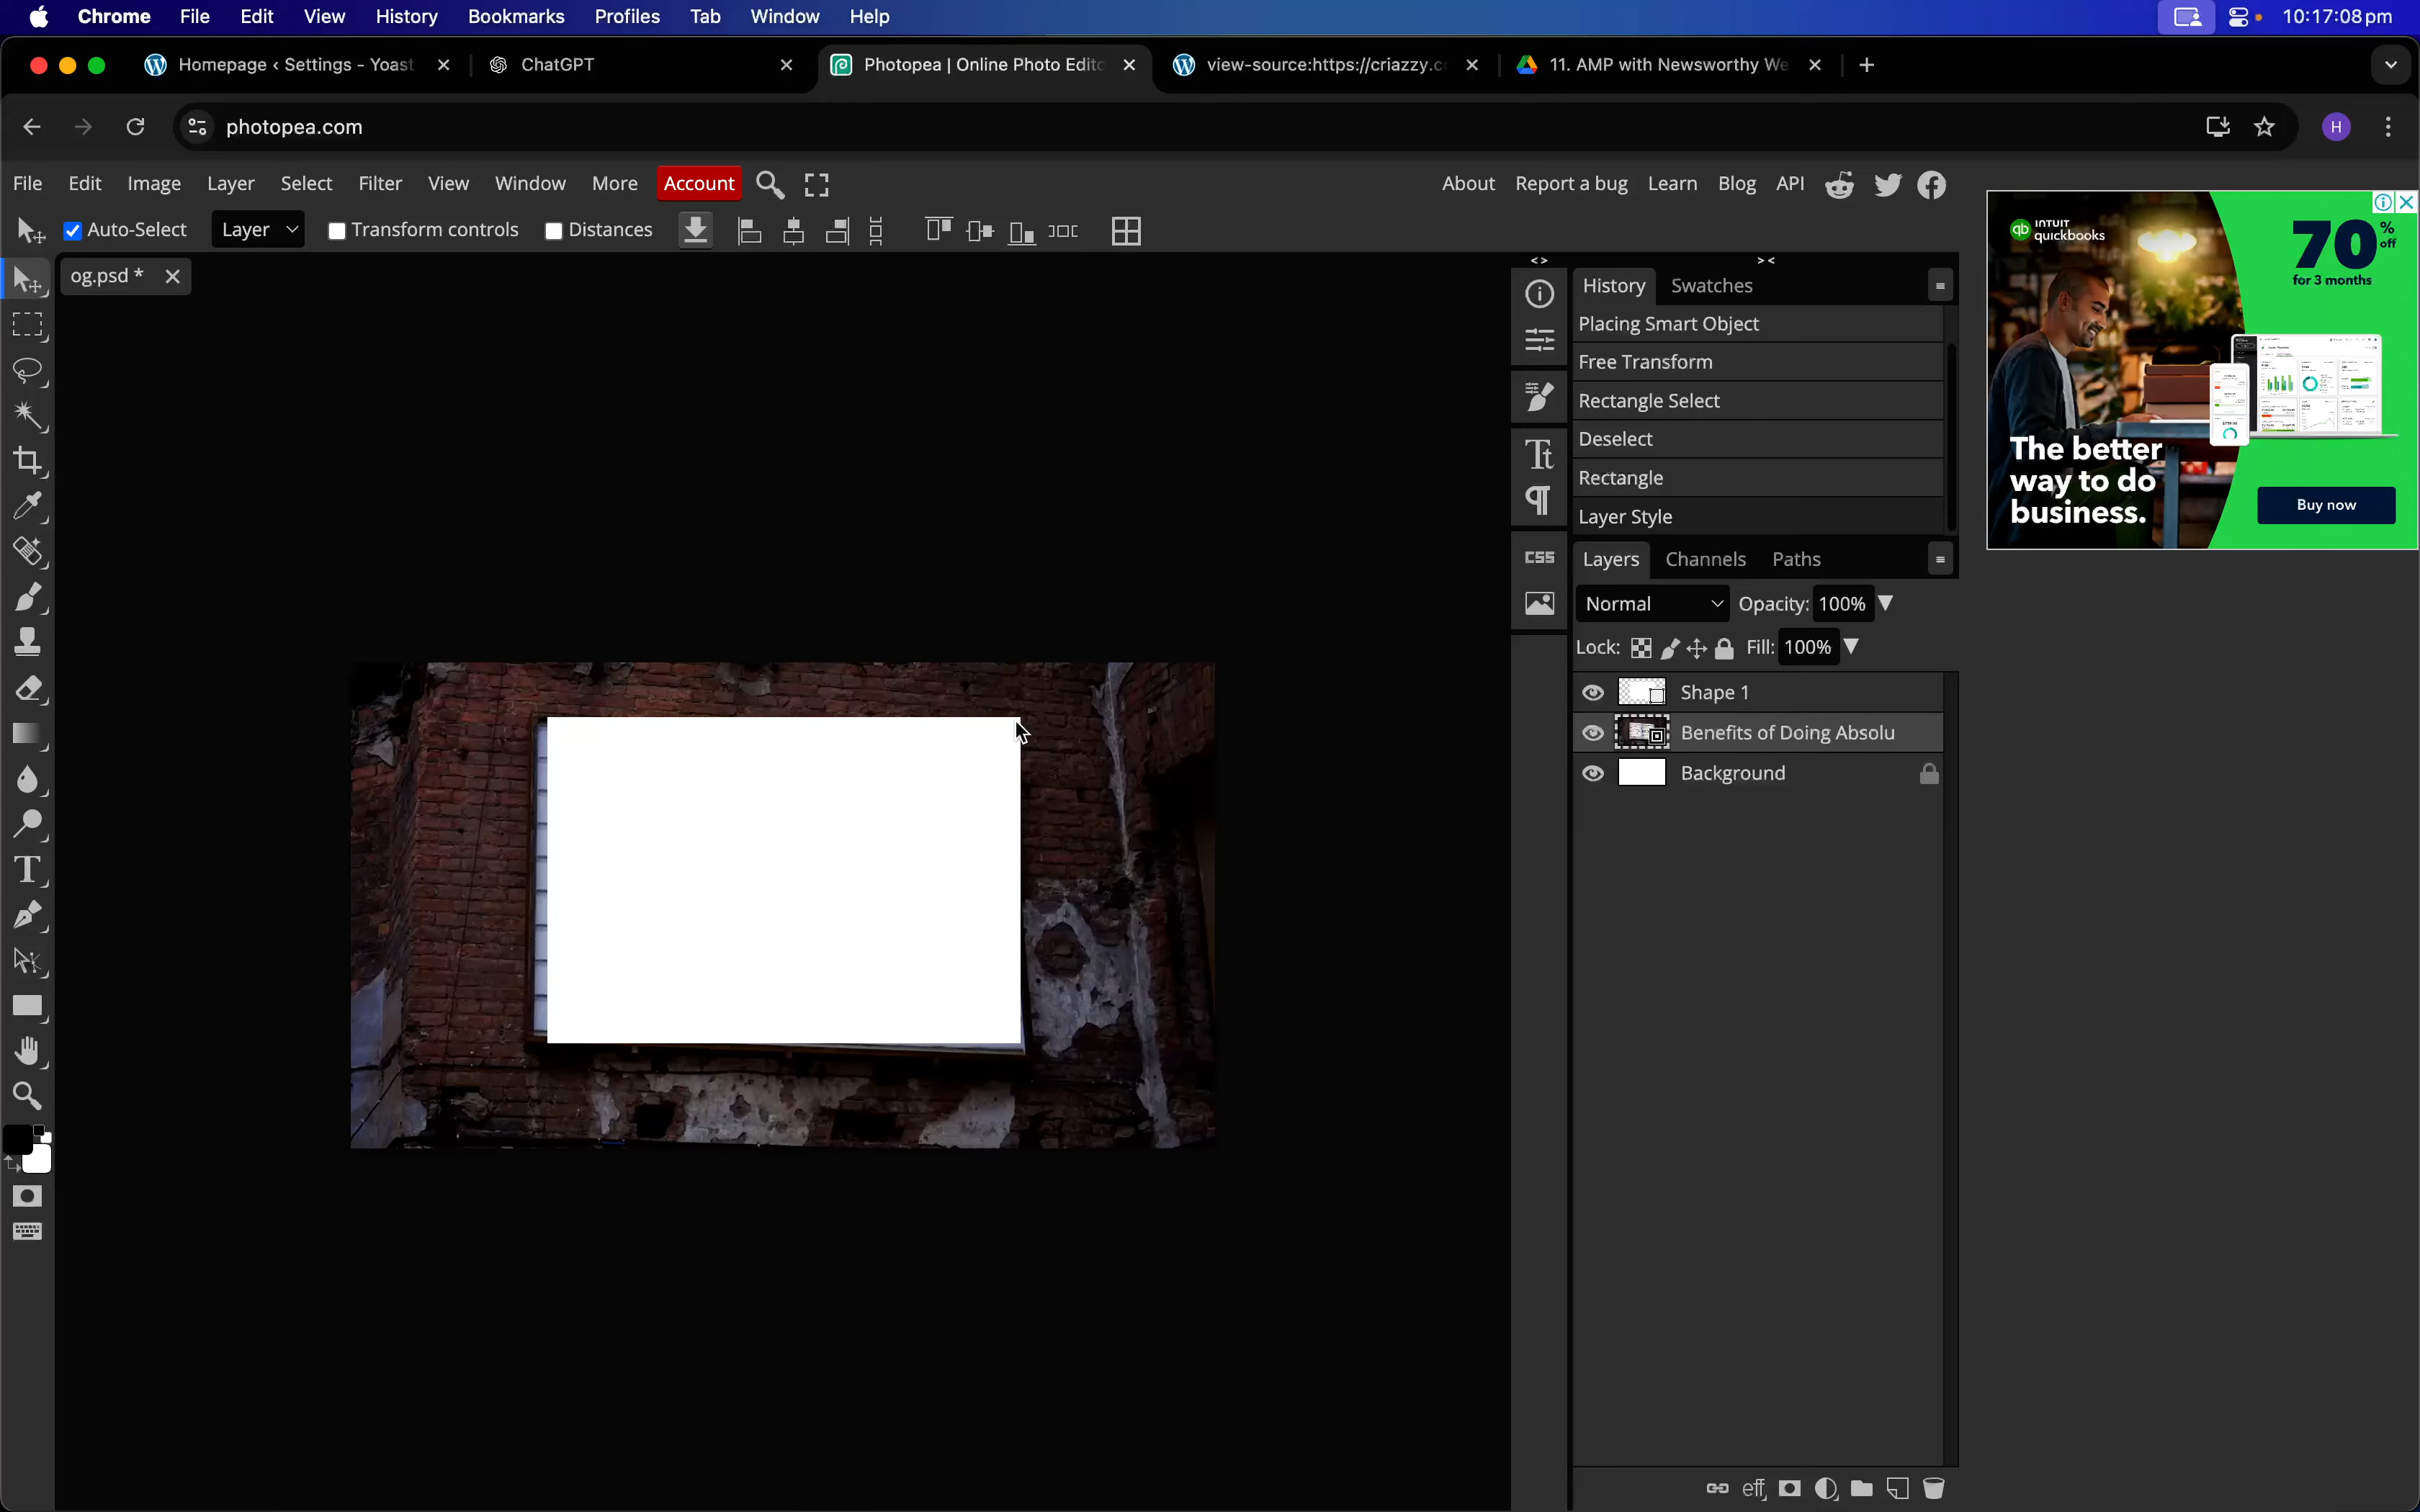 Chrome File Edit View History Bookmarks Profiles Tab Window Help 10:17:08 pm
Homepage ‹ Settings - Yoast ChatGPT Photopea | Online Photo Edito view-source:https://criazzy.c 11. AMP with Newsworthy We
photopea.com H
File Edit Image Layer Select Filter View Window More Account About Report a bug Learn Blog API
Auto-Select Layer Transform controls Distances
og.psd *
< > > <
History Swatches
Placing Smart Object
Free Transform
Rectangle Select
Deselect
Rectangle
Layer Style
CSS
Layers Channels Paths
Normal Opacity: 100%
Lock: Fill: 100%
Shape 1
Benefits of Doing Absolu
Background
eff
INTUIT
quickbooks
70% off
for 3 months
The better
way to do
business.
Buy now